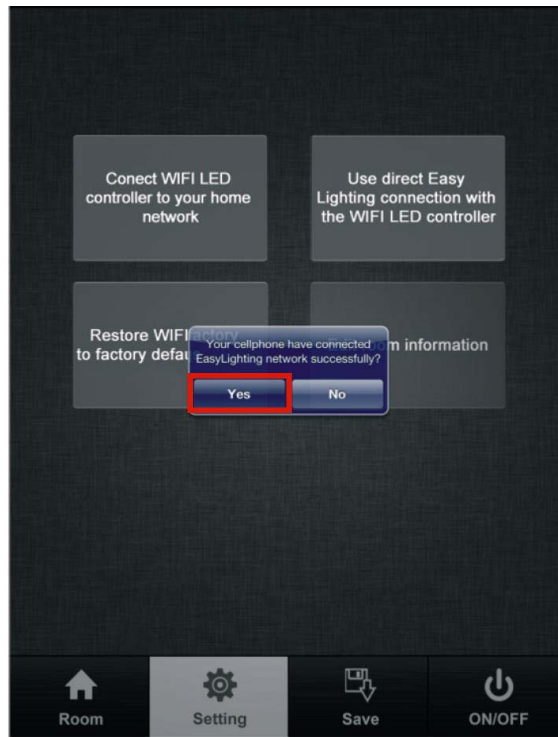 Conect WIFI LED
controller to your home
network
Use direct Easy
Lighting connection with
the WIFI LED controller
Restore WIFI factory
to factory defau
m information
Your cellphone have connected
EasyLighting network successfully?
Yes
No
Room
Setting
Save
ON/OFF